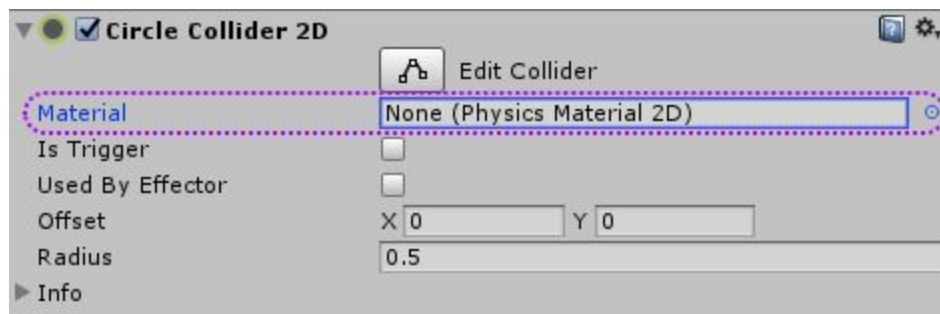 Circle Collider 2D
Edit Collider
Material None (Physics Material 2D)
Is Trigger
Used By Effector
Offset X 0 Y 0
Radius 0.5
Info